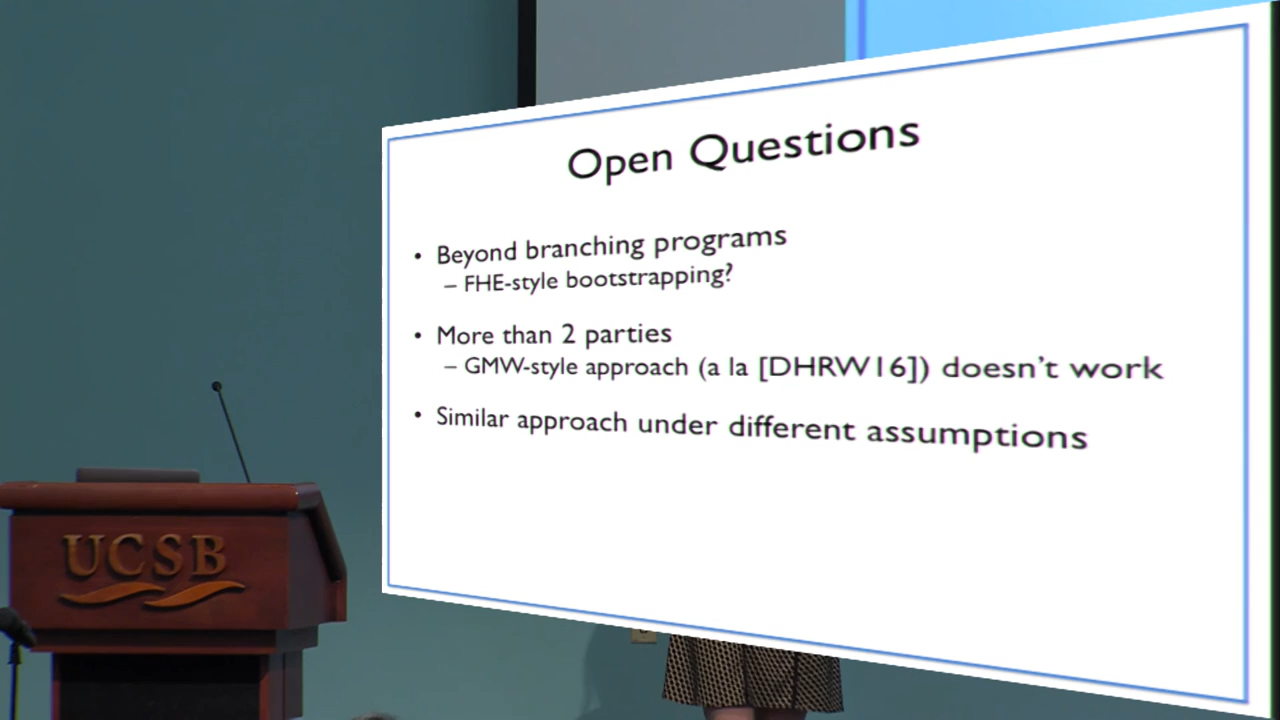 Open Questions
• Beyond branching programs
– FHE-style bootstrapping?
• More than 2 parties
– GMW-style approach (a la [DHRW16]) doesn't work
• Similar approach under different assumptions
UCSB